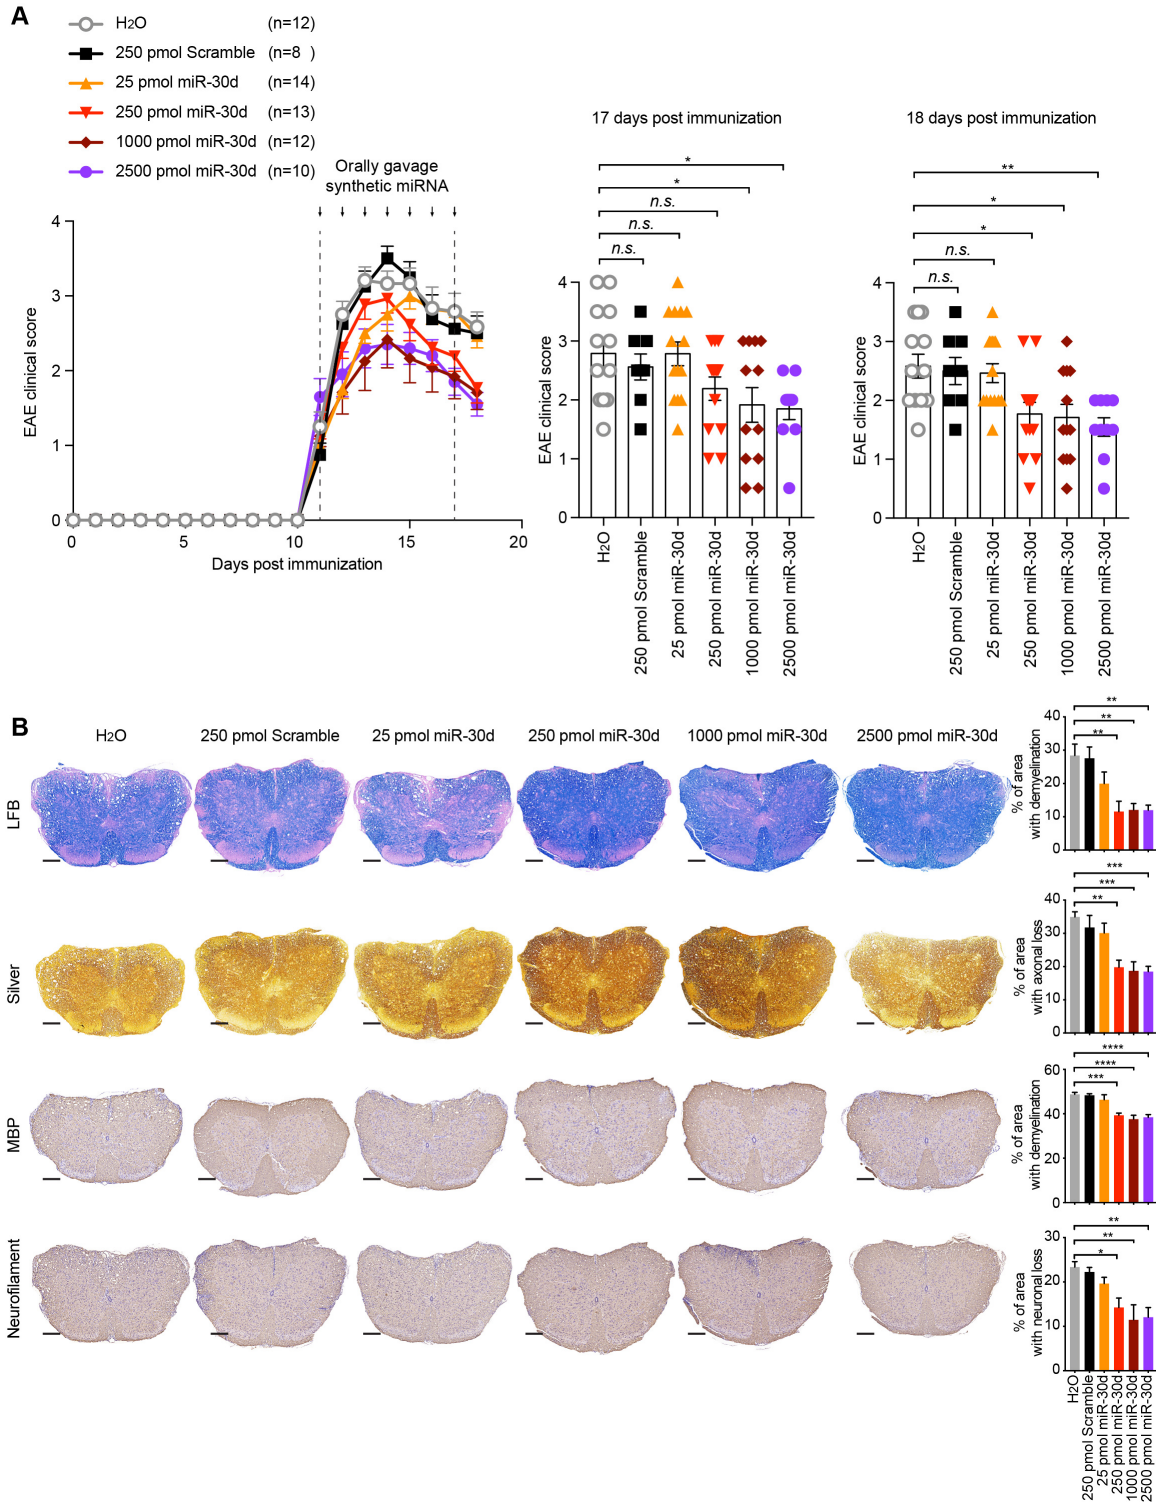 A
H2O (n=12)
250 pmol Scramble (n=8 )
25 pmol miR-30d (n=14)
250 pmol miR-30d (n=13)
1000 pmol miR-30d (n=12)
2500 pmol miR-30d (n=10)
Orally gavage
synthetic miRNA
EAE clinical score
4
3
2
1
0
0 5 10 15 20
Days post immunization
17 days post immunization
*
*
n.s.
n.s.
n.s.
EAE clinical score
4
3
2
1
0
H2O
250 pmol Scramble
25 pmol miR-30d
250 pmol miR-30d
1000 pmol miR-30d
2500 pmol miR-30d
18 days post immunization
**
*
*
n.s.
n.s.
EAE clinical score
4
3
2
1
0
H2O
250 pmol Scramble
25 pmol miR-30d
250 pmol miR-30d
1000 pmol miR-30d
2500 pmol miR-30d
B
H2O 250 pmol Scramble 25 pmol miR-30d 250 pmol miR-30d 1000 pmol miR-30d 2500 pmol miR-30d
LFB
% of area
with demyelination
40
30
20
10
0
**
**
**
Silver
% of area
with axonal loss
40
30
20
10
0
***
***
**
MBP
% of area
with demyelination
60
40
20
0
****
****
***
Neurofilament
% of area
with neuronal loss
30
20
10
0
**
**
*
H2O
250 pmol Scramble
25 pmol miR-30d
250 pmol miR-30d
1000 pmol miR-30d
2500 pmol miR-30d